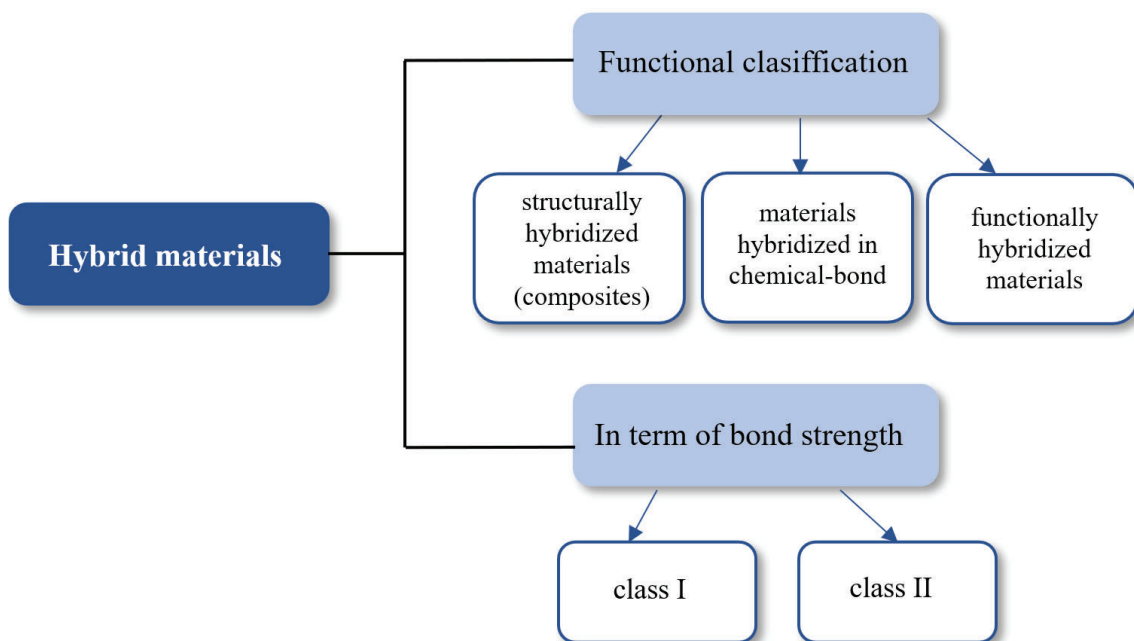 Functional clasiffication
structurally
hybridized
materials
(composites)
materials
hybridized in
chemical-bond
functionally
hybridized
materials
Hybrid materials
In term of bond strength
class I
class II